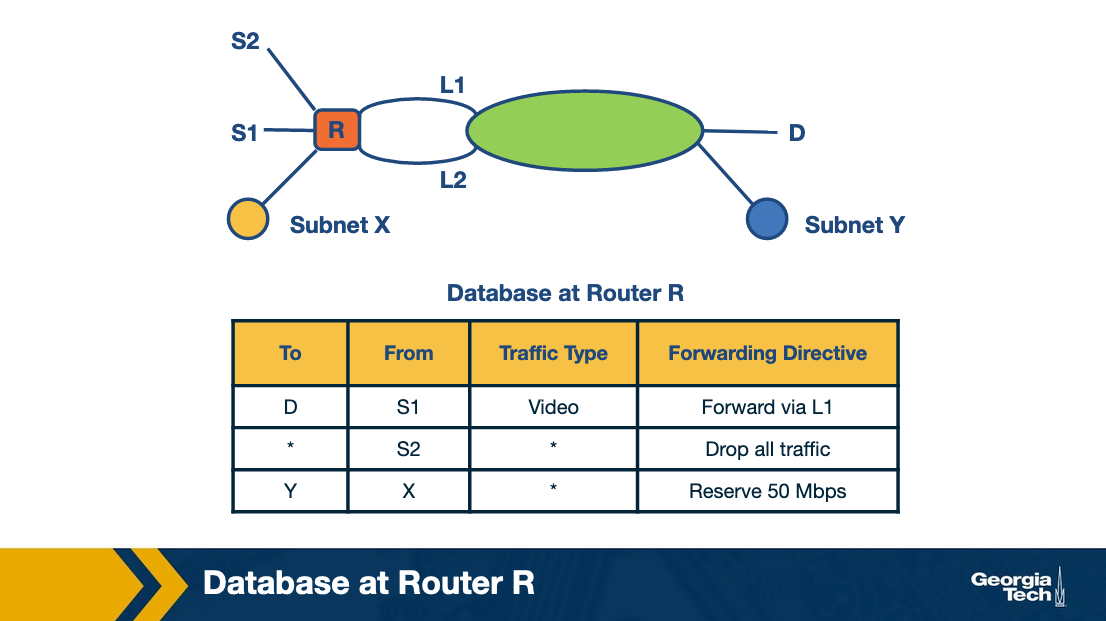 S2
L1
S1
R
D
L2
Subnet X
Subnet Y
Database at Router R
To From Traffic Type Forwarding Directive
D S1 Video Forward via L1
* S2 * Drop all traffic
Y X * Reserve 50 Mbps
Database at Router R
Georgia
Tech